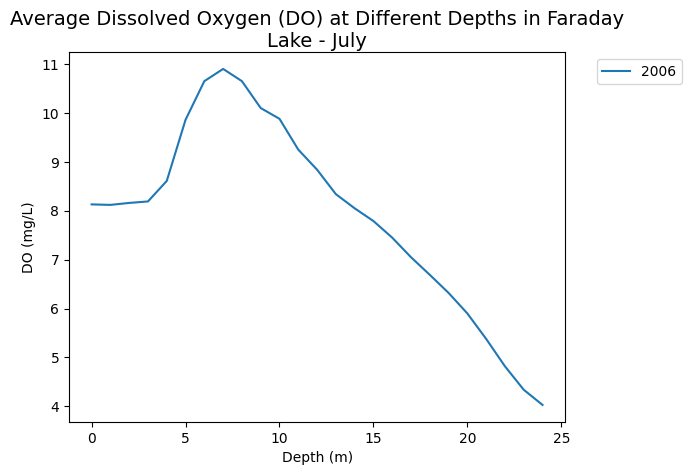 Average Dissolved Oxygen (DO) at Different Depths in Faraday
Lake - July
2006
11
10
9
8
7
6
5
4
DO (mg/L)
0 5 10 15 20 25
Depth (m)